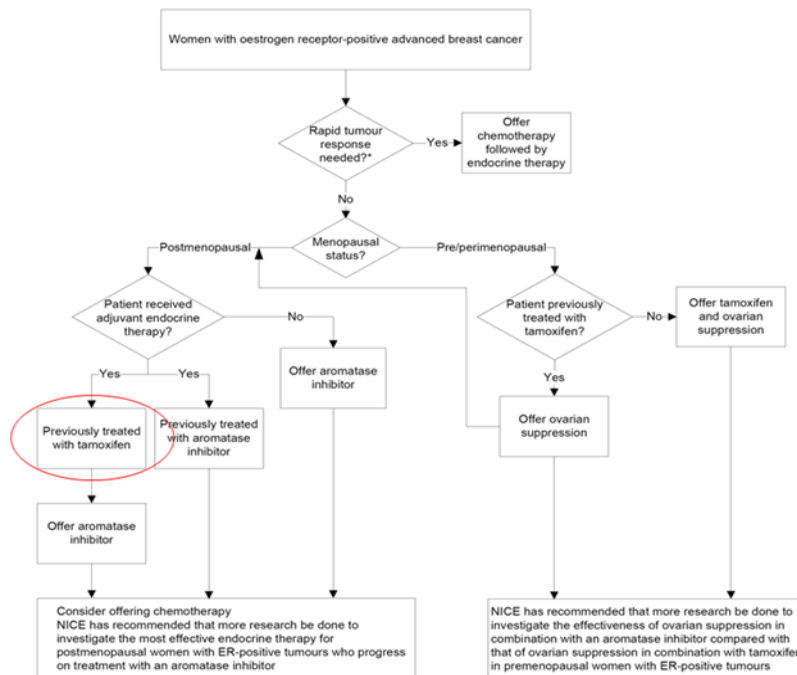 Women with oestrogen receptor-positive advanced breast cancer
Rapid tumour
response
needed?*
Yes
Offer
chemotherapy
followed by
endocrine therapy
No
Menopausal
status?
Postmenopausal
Pre/perimenopausal
Patient received
adjuvant endocrine
therapy?
No
Patient previously
treated with
tamoxifen?
No
Offer tamoxifen
and ovarian
suppression
Offer aromatase
inhibitor
Yes
Yes
Yes
Previously treated
with tamoxifen
Previously treated
with aromatase
inhibitor
Offer ovarian
suppression
Offer aromatase
inhibitor
Consider offering chemotherapy
NICE has recommended that more research be done to
investigate the most effective endocrine therapy for
postmenopausal women with ER-positive tumours who progress
on treatment with an aromatase inhibitor
NICE has recommended that more research be done to
investigate the effectiveness of ovarian suppression in
combination with an aromatase inhibitor compared with
that of ovarian suppression in combination with tamoxifen
in premenopausal women with ER-positive tumours